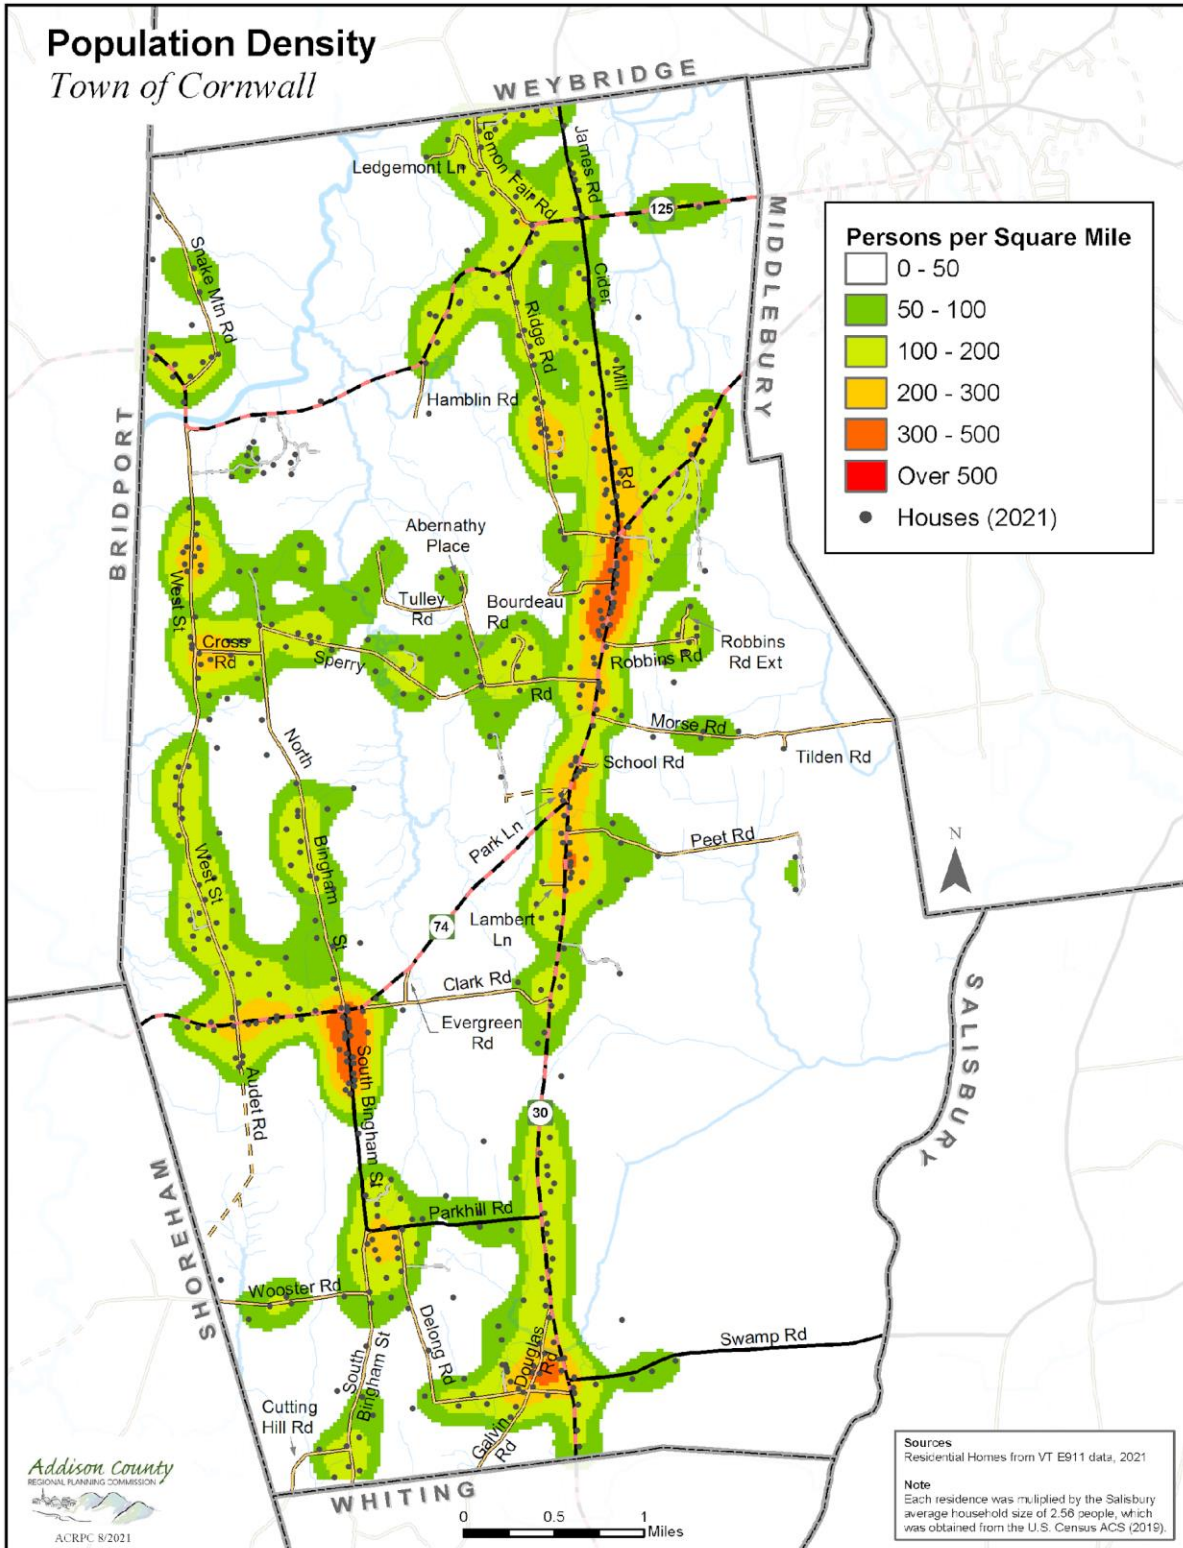 Population Density
Town of Cornwall
WEYBRIDGE
Ledgemont Ln
Lemon Fair Rd
James Rd
125
MIDDLEBURY
Persons per Square Mile
0 - 50
50 - 100
100 - 200
200 - 300
300 - 500
Over 500
Houses (2021)
Snake Mtn Rd
Cider
Mill
Rd
Ridge Rd
Hamblin Rd
BRIDPORT
Abernathy
Place
West St
Tulley
Rd
Bourdeau
Rd
Cross
Rd
Sperry
Rd
Robbins Rd
Robbins
Rd Ext
Morse Rd
Tilden Rd
North
Bingham
St
School Rd
Park Ln
Peet Rd
N
West St
74
Lambert
Ln
Clark Rd
Evergreen
Rd
SALISBURY
Audet Rd
South Bingham St
30
SHOREHAM
Parkhill Rd
Wooster Rd
Delong Rd
Douglas
Rd
Swamp Rd
South
Bingham St
Cutting
Hill Rd
Galvin
Rd
WHITING
Addison County
REGIONAL PLANNING COMMISSION
ACRPC 8/2021
0 0.5 1
Miles
Sources
Residential Homes from VT E911 data, 2021
Note
Each residence was muliplied by the Salisbury
average household size of 2.56 people, which
was obtained from the U.S. Census ACS (2019).